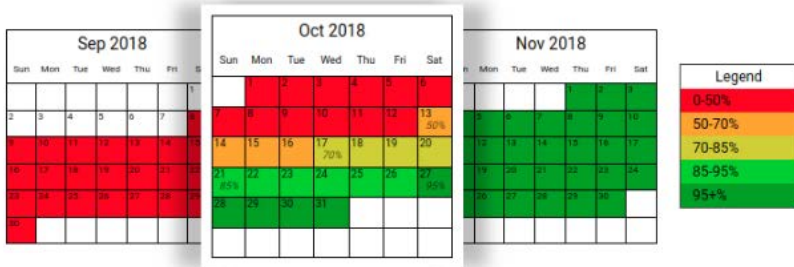 Sep 2018
Sun Mon Tue Wed Thu Fri S
1
2 3 4 5 6 7 8
9 10 11 12 13 14 15
16 17 18 19 20 21 22
23 24 25 26 27 28 29
30
Oct 2018
Sun Mon Tue Wed Thu Fri Sat
1 2 3 4 5 6
7 8 9 10 11 12 13
50%
14 15 16 17 18 19 20
70%
21 22 23 24 25 26 27
85% 95%
28 29 30 31
Nov 2018
Mon Tue Wed Thu Fri Sat
1 2 3
5 6 7 8 9 10
12 13 14 15 16 17
19 20 21 22 23 24
26 27 28 29 30
Legend
0-50%
50-70%
70-85%
85-95%
95+%